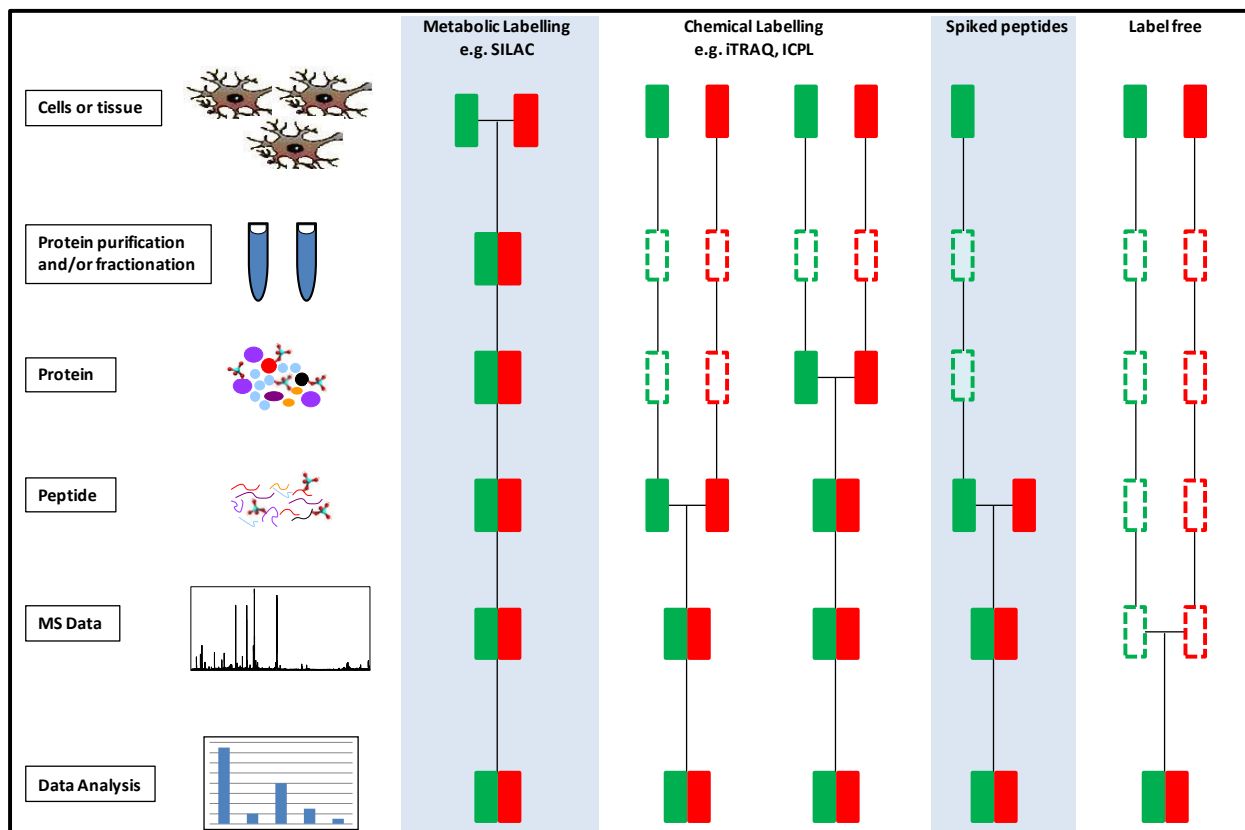 Metabolic Labelling
e.g. SILAC
Chemical Labelling
e.g. iTRAQ, ICPL
Spiked peptides
Label free
Cells or tissue
Protein purification
and/or fractionation
Protein
Peptide
MS Data
Data Analysis